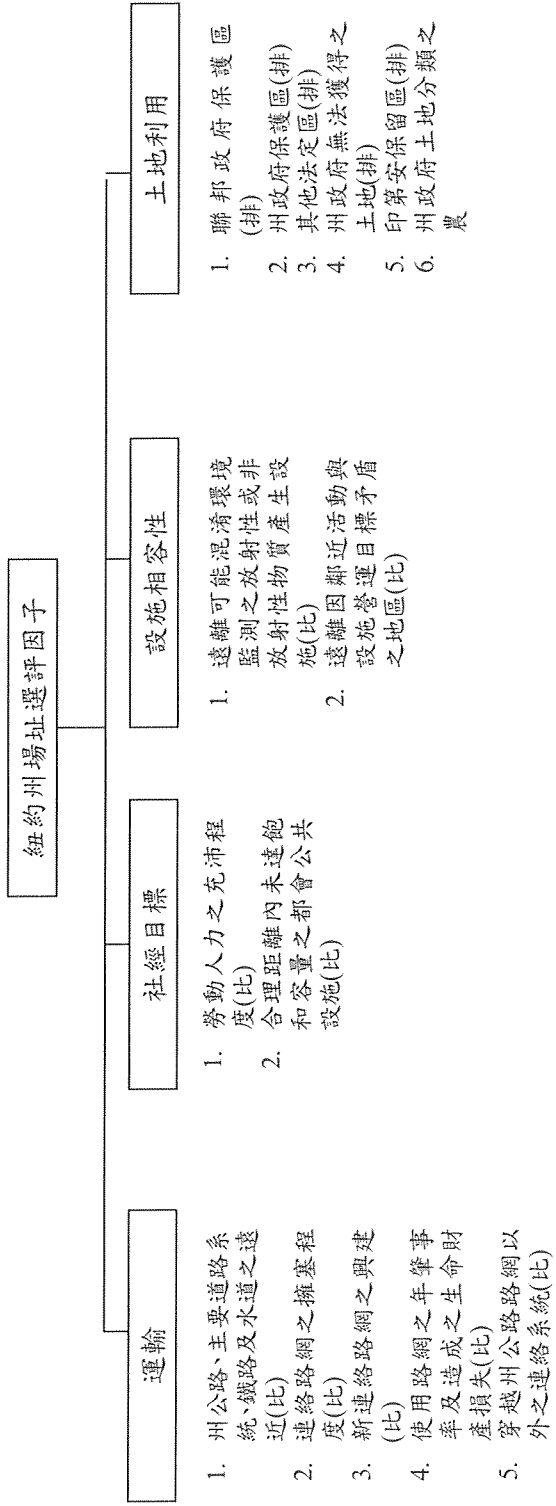 紐約州場址選評因子
運輸
1. 州公路、主要道路系
統、鐵路及水道之遠
近(比)
2. 連絡路網之擁塞程
度(比)
3. 新連絡路網之興建
(比)
4. 使用路網之年肇事
率及造成之生命財
產損失(比)
5. 穿越州公路路網以
外之連絡系統(比)
社經目標
1. 勞動人力之充沛程
度(比)
2. 合理距離內未達飽
和容量之都會公共
設施(比)
設施相容性
1. 遠離可能混淆環境
監測之放射性或非
放射性物質產生設
施(比)
2. 遠離因鄰近活動與
設施營運目標矛盾
之地區(比)
土地利用
1. 聯邦政府保護區
(排)
2. 州政府保護區(排)
3. 其他法定區(排)
4. 州政府無法獲得之
土地(排)
5. 印第安保留區(排)
6. 州政府土地分類之
農